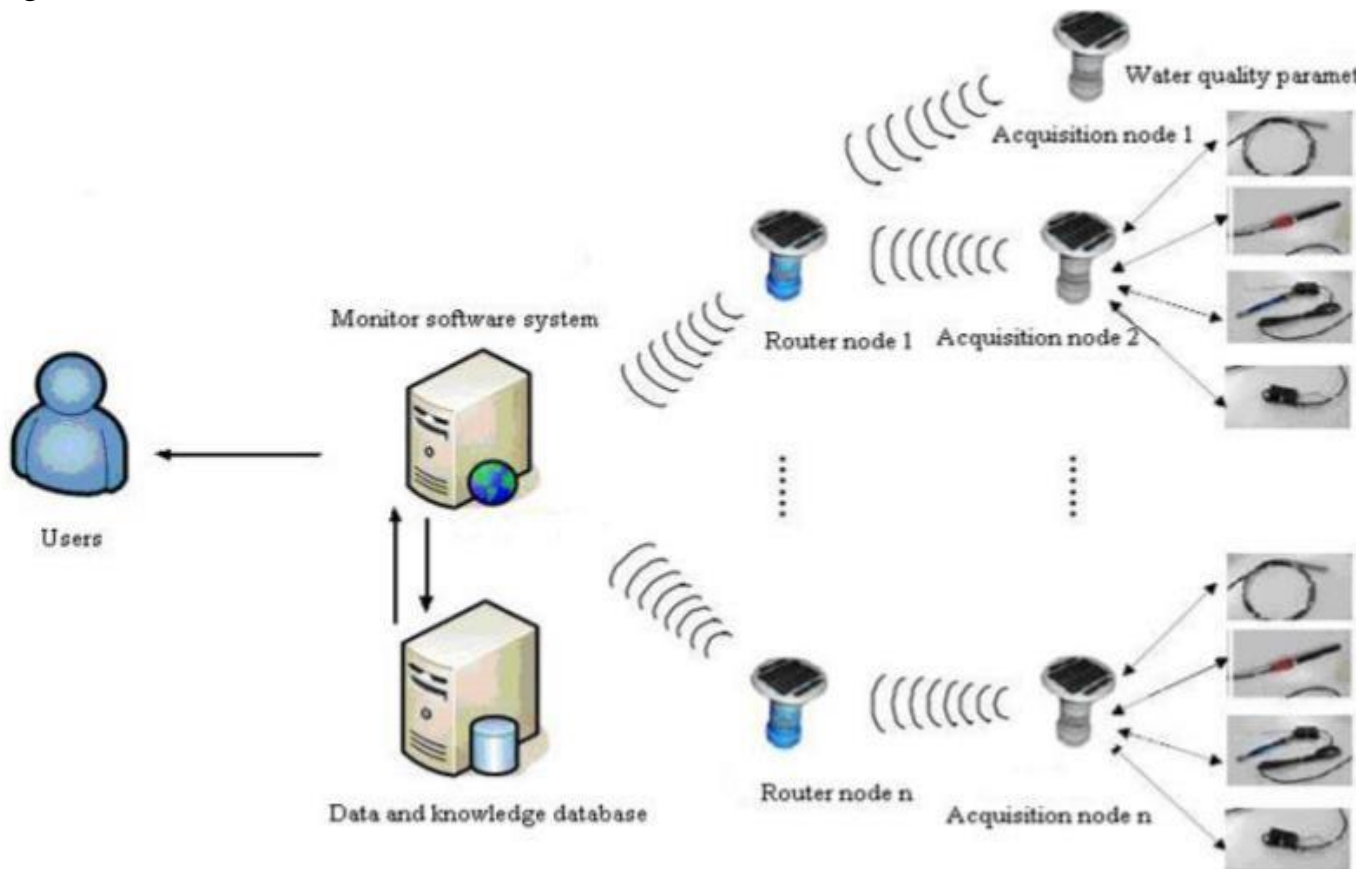 Water quality paramet
Acquisition node 1
Monitor software system
Router node 1
Acquisition node 2
Users
Data and knowledge database
Router node n
Acquisition node n